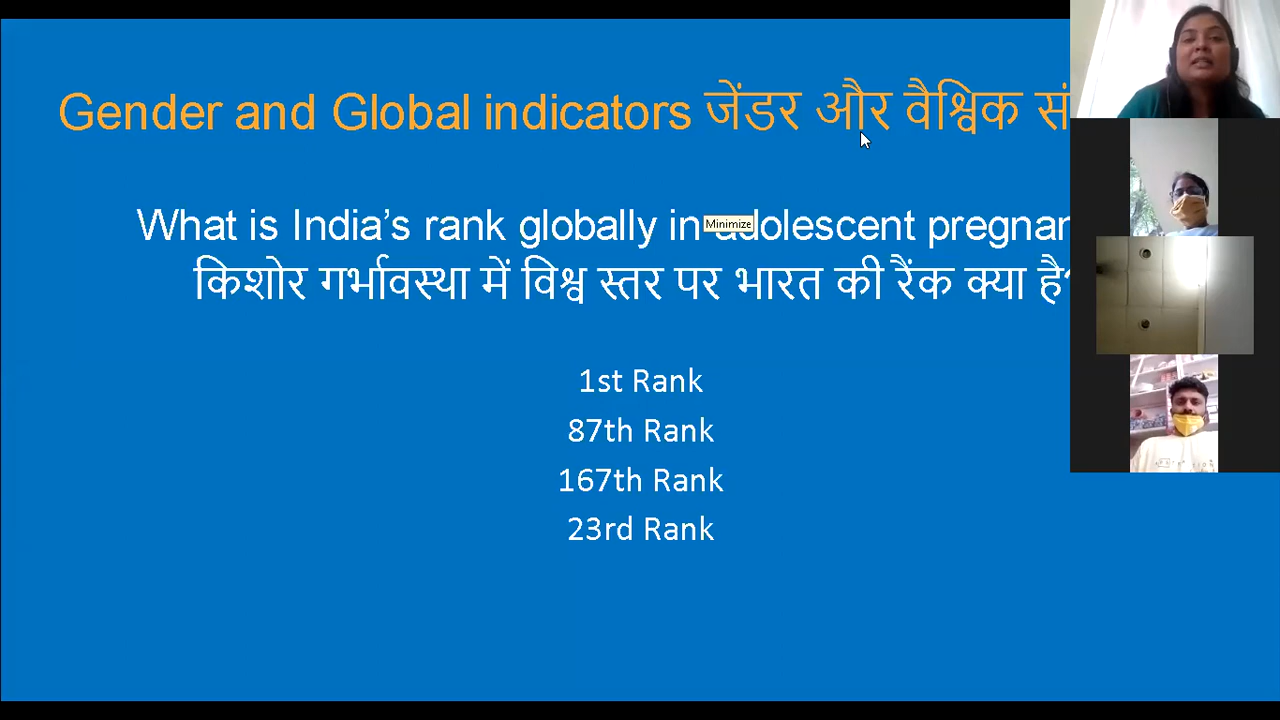 Gender and Global indicators जेंडर और वैश्विक
What is India's rank globally in
Minimize
किशोर गर्भावस्था में विश्व स्तर पर भारत की रैंक क्या है
1st Rank
87th Rank
167th Rank
23rd Rank